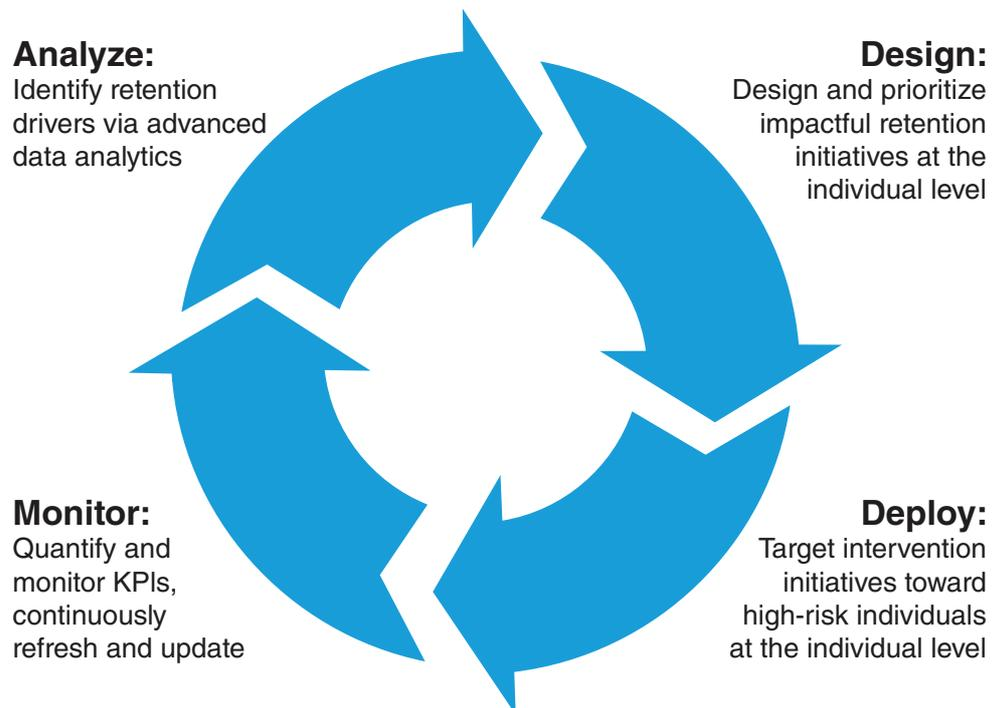 Analyze:
Identify retention
drivers via advanced
data analytics
Design:
Design and prioritize
impactful retention
initiatives at the
individual level
Deploy:
Target intervention
initiatives toward
high-risk individuals
at the individual level
Monitor:
Quantify and
monitor KPIs,
continuously
refresh and update